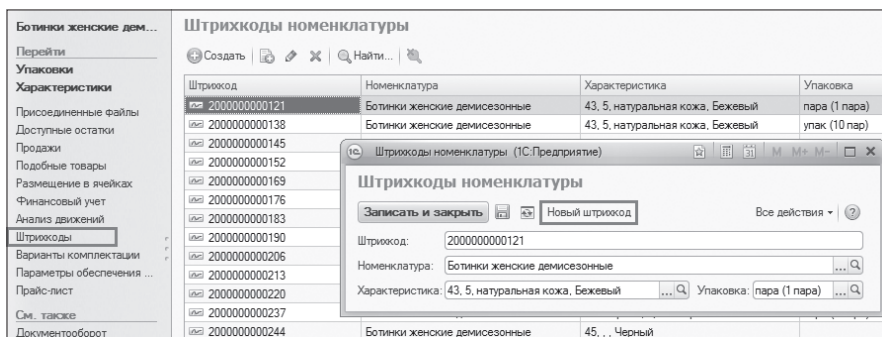 Ботинки женские дем...
Перейти
Упаковки
Характеристики
Присоединенные файлы
Доступные остатки
Продажи
Подобные товары
Размещение в ячейках
Финансовый учет
Анализ движений
Штрихкоды
Варианты комплектации
Параметры обеспечения ...
Прайс-лист
См. также
Документооборот
Штрихкоды номенклатуры
Создать Найти...
Штрихкод Номенклатура Характеристика Упаковка
2000000000121 Ботинки женские демисезонные 43, 5, натуральная кожа, Бежевый пара (1 пара)
2000000000138 Ботинки женские демисезонные 43, 5, натуральная кожа, Бежевый упак (10 пар)
2000000000145
2000000000152
2000000000169
2000000000176
2000000000183
2000000000190
2000000000206
2000000000213
2000000000220
2000000000237
2000000000244 Ботинки женские демисезонные 45, , , Черный
1С Штрихкоды номенклатуры (1С:Предприятие) 31 M M+ M-
Штрихкоды номенклатуры
Записать и закрыть Новый штрихкод Все действия ?
Штрихкод: 2000000000121
Номенклатура: Ботинки женские демисезонные ...
Характеристика: 43, 5, натуральная кожа, Бежевый ... Упаковка: пара (1 пара) ...